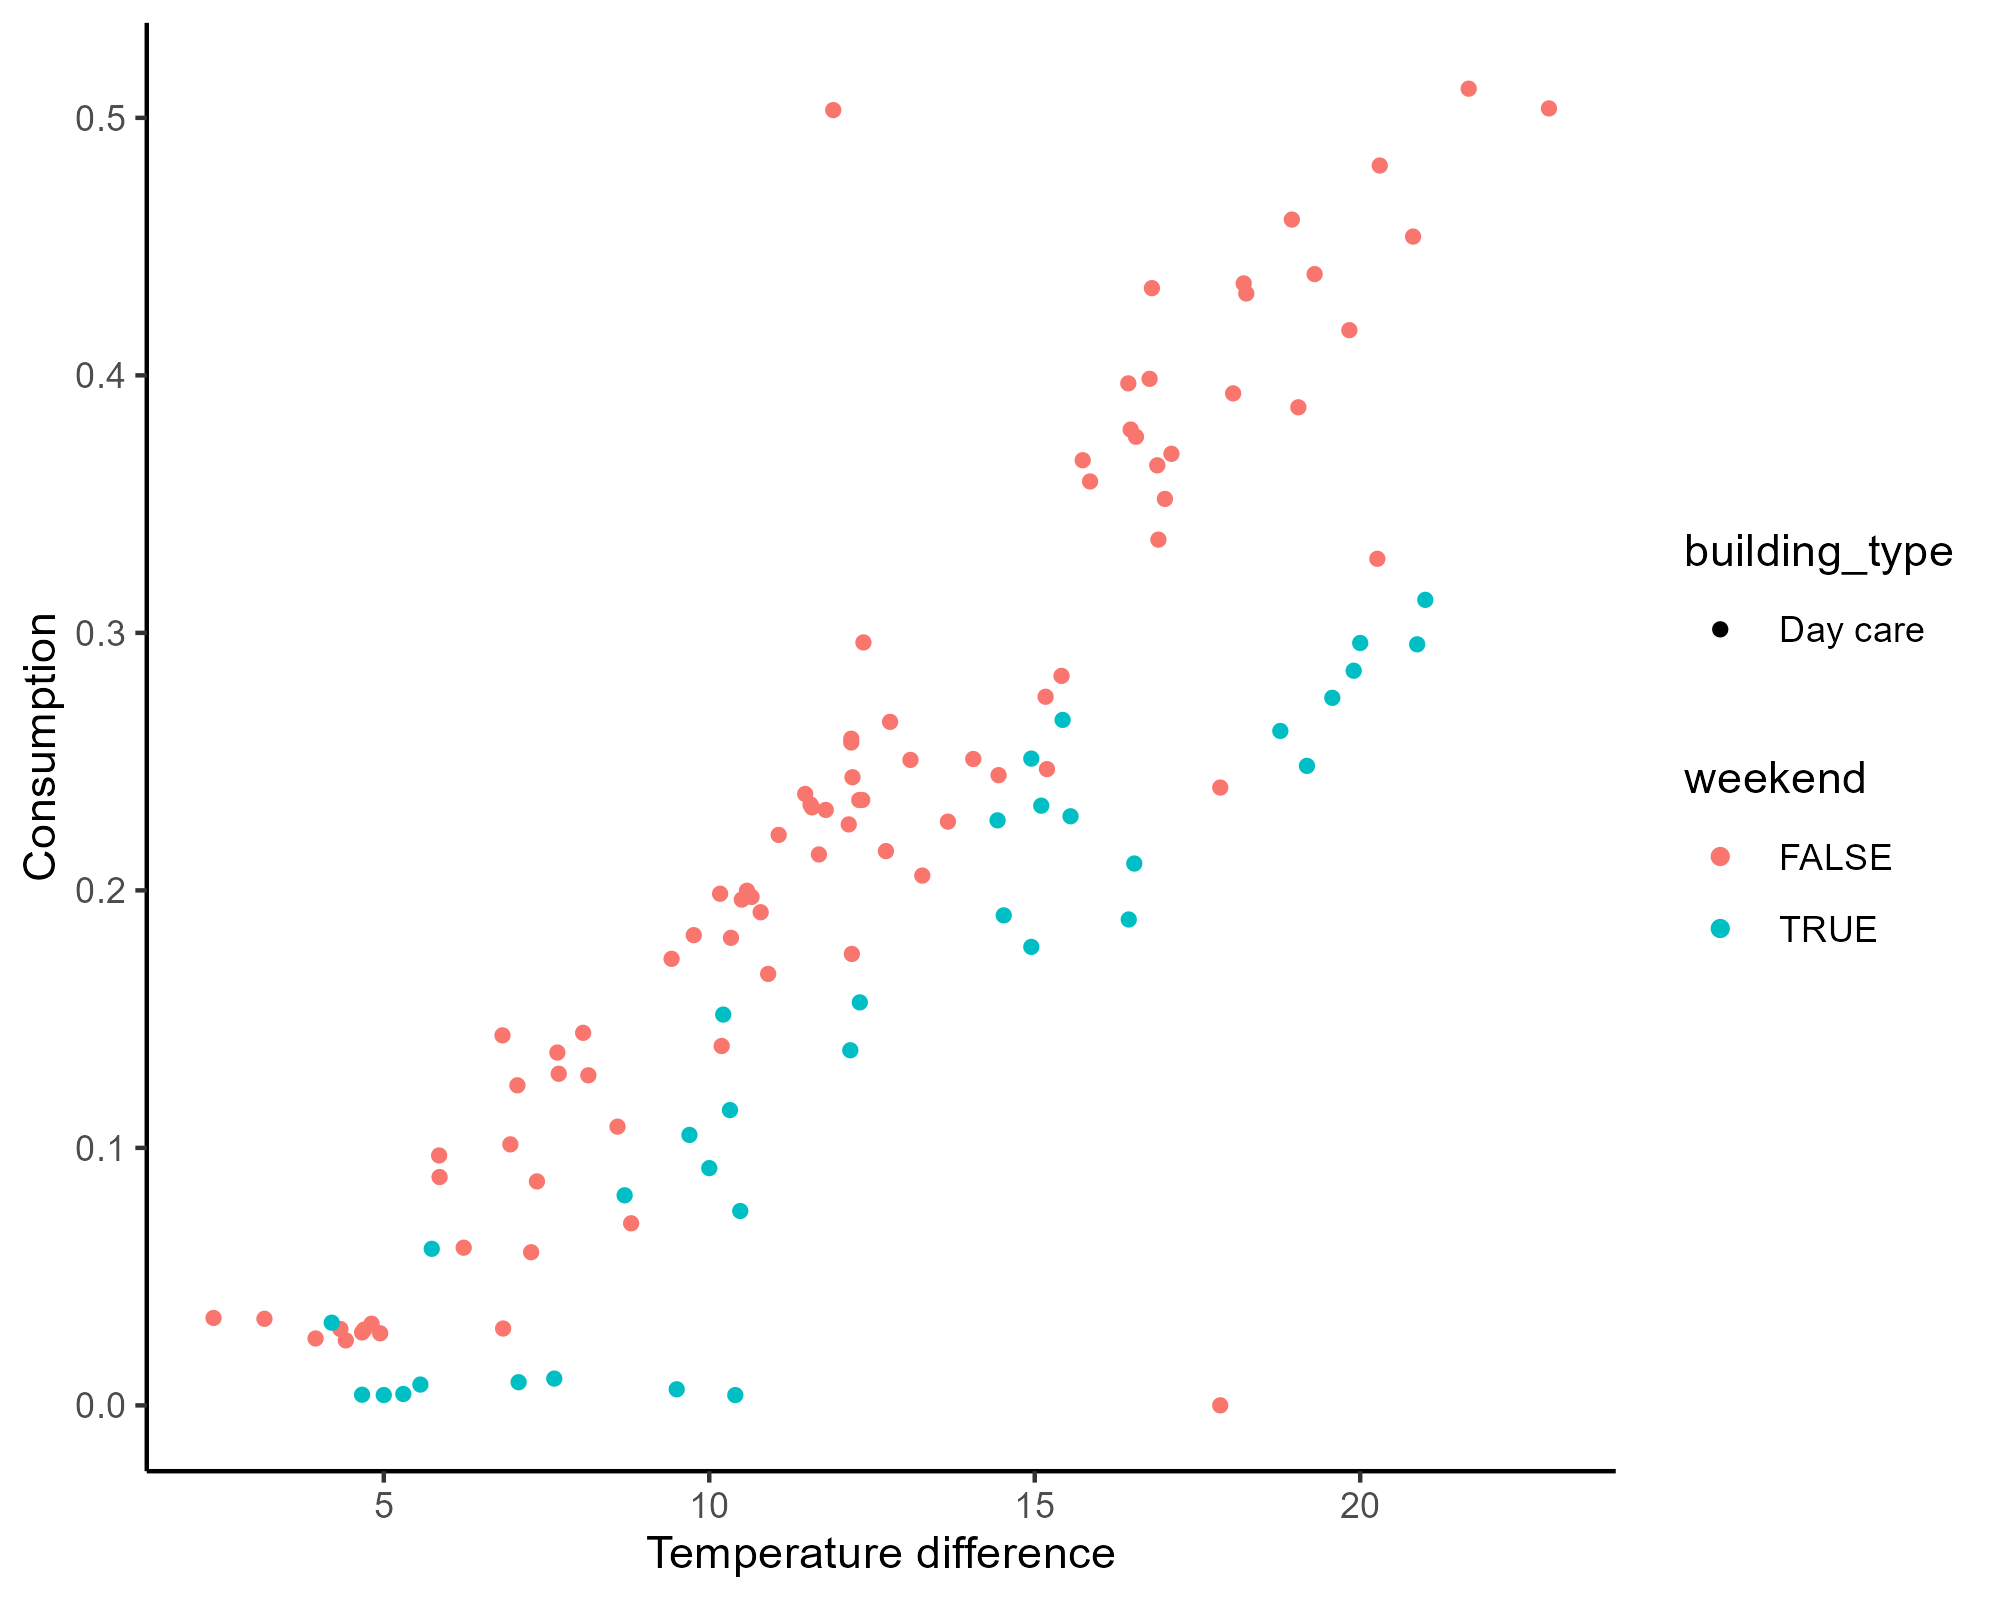 0.5
0.4
0.3
0.2
0.1
0.0
Consumption
5 10 15 20
Temperature difference
building_type
Day care
weekend
FALSE
TRUE